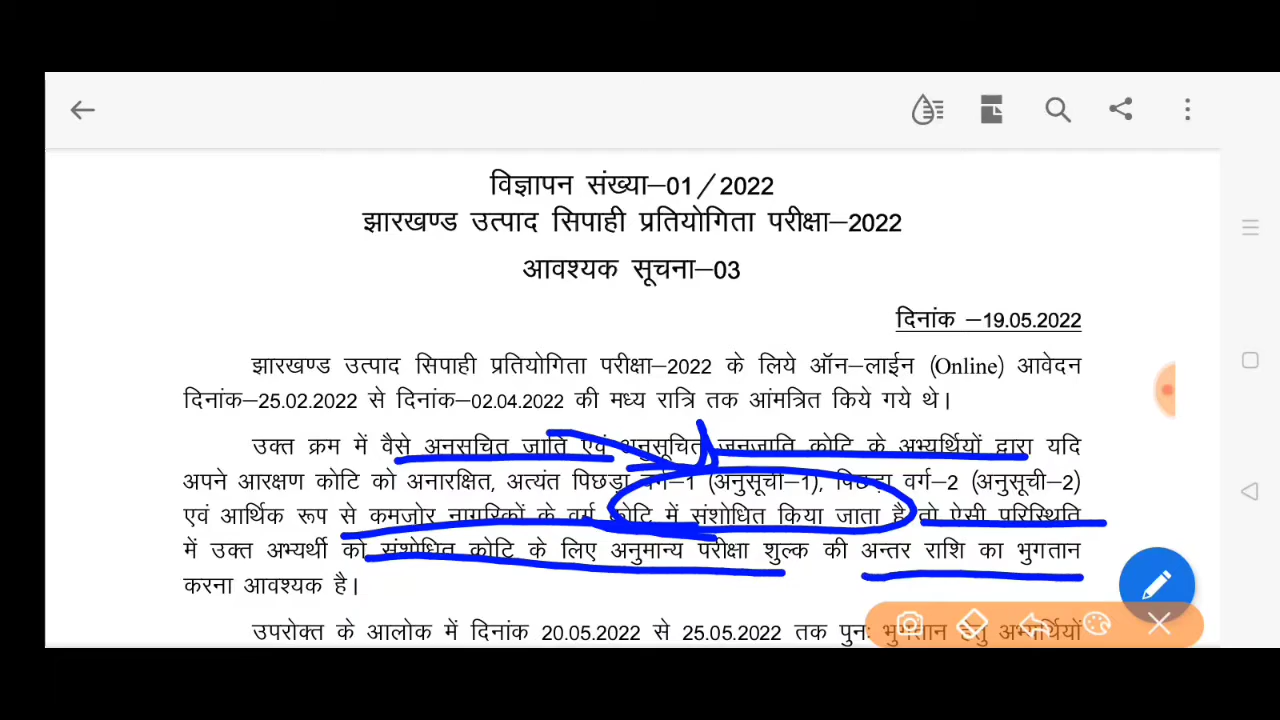 विज्ञापन संख्या–01/2022
झारखण्ड उत्पाद सिपाही प्रतियोगिता परीक्षा–2022
आवश्यक सूचना–03
दिनांक –19.05.2022
झारखण्ड उत्पाद सिपाही प्रतियोगिता परीक्षा–2022 के लिये ऑन–लाईन (Online) आवेदन
दिनांक–25.02.2022 से दिनांक–02.04.2022 की मध्य रात्रि तक आंमत्रित किये गये थे।
उक्त क्रम में वैसे अनुसूचित जाति एवं अनुसूचित जनजाति कोटि के अभ्यर्थियों द्वारा यदि
अपने आरक्षण कोटि को अनारक्षित, अत्यंत पिछड़ा वर्ग–1 (अनुसूची–1), पिछड़ा वर्ग–2 (अनुसूची–2)
एवं आर्थिक रूप से कमजोर नागरिकों के वर्ग कोटि में संशोधित किया जाता है तो ऐसी परिस्थिति
में उक्त अभ्यर्थी को संशोधित कोटि के लिए अनुमान्य परीक्षा शुल्क की अन्तर राशि का भुगतान
करना आवश्यक है।
उपरोक्त के आलोक में दिनांक 20.05.2022 से 25.05.2022 तक पुनः भुगतान हेतु अभ्यर्थियों